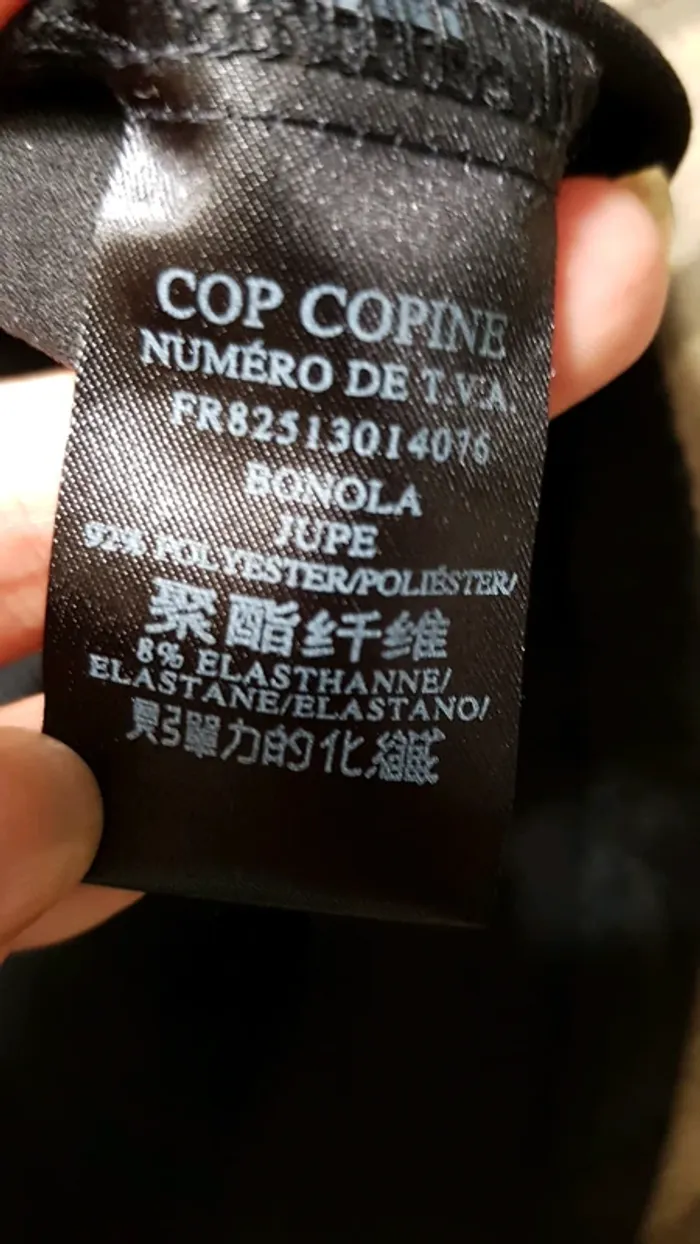 COP COPINE
NUMÉRO DE T.V.A.
FR82513014076
BONOLA
JUPE
92% POLYESTER/POLIÉSTER/
聚酯纤维
8% ELASTHANNE/
ELASTANE/ELASTANO/
彈力的化纖